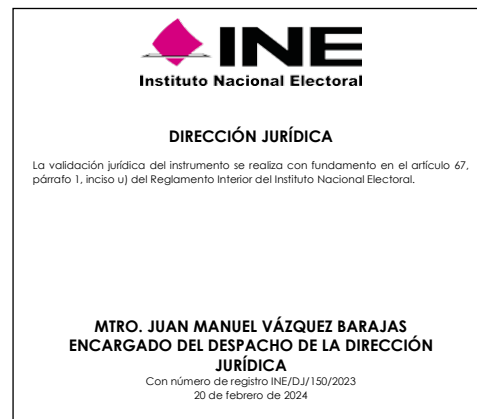 INE
Instituto Nacional Electoral
DIRECCIÓN JURÍDICA
La validación jurídica del instrumento se realiza con fundamento en el artículo 67,
párrafo 1, inciso u) del Reglamento Interior del Instituto Nacional Electoral.
MTRO. JUAN MANUEL VÁZQUEZ BARAJAS
ENCARGADO DEL DESPACHO DE LA DIRECCIÓN
JURÍDICA
Con número de registro INE/DJ/150/2023
20 de febrero de 2024